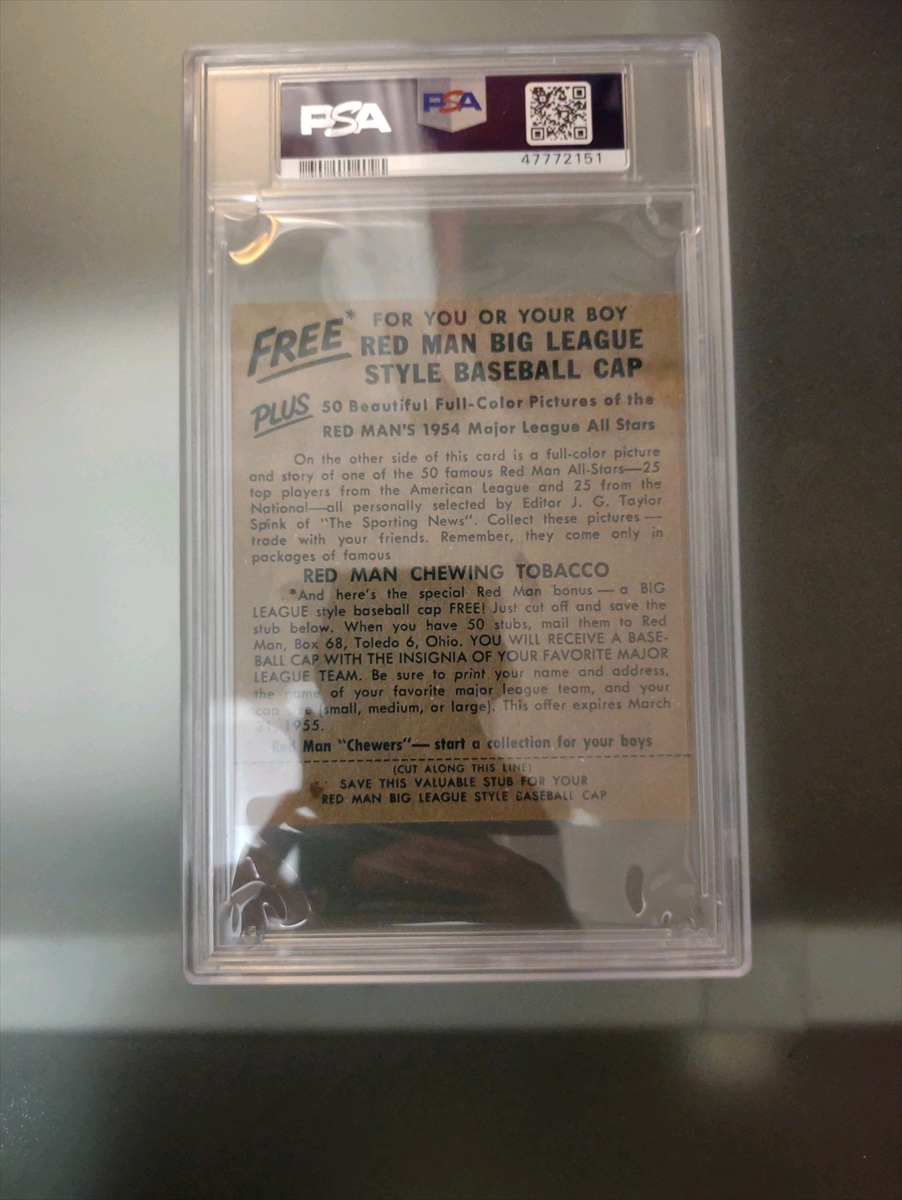 PSA
PSA
47772151
FREE* FOR YOU OR YOUR BOY
RED MAN BIG LEAGUE
STYLE BASEBALL CAP
PLUS 50 Beautiful Full-Color Pictures of the
RED MAN'S 1954 Major League All Stars
On the other side of this card is a full-color picture
and story of one of the 50 famous Red Man All-Stars—25
top players from the American League and 25 from the
National—all personally selected by Editor J. G. Taylor
Spink of "The Sporting News". Collect these pictures —
trade with your friends. Remember, they come only in
packages of famous
RED MAN CHEWING TOBACCO
*And here's the special Red Man bonus — a BIG
LEAGUE style baseball cap FREE! Just cut off and save the
stub below. When you have 50 stubs, mail them to Red
Man, Box 68, Toledo 6, Ohio. YOU WILL RECEIVE A BASE-
BALL CAP WITH THE INSIGNIA OF YOUR FAVORITE MAJOR
LEAGUE TEAM. Be sure to print your name and address,
the name of your favorite major league team, and your
cap size (small, medium, or large). This offer expires March
31, 1955.
Red Man "Chewers"— start a collection for your boys
(CUT ALONG THIS LINE)
SAVE THIS VALUABLE STUB FOR YOUR
RED MAN BIG LEAGUE STYLE BASEBALL CAP